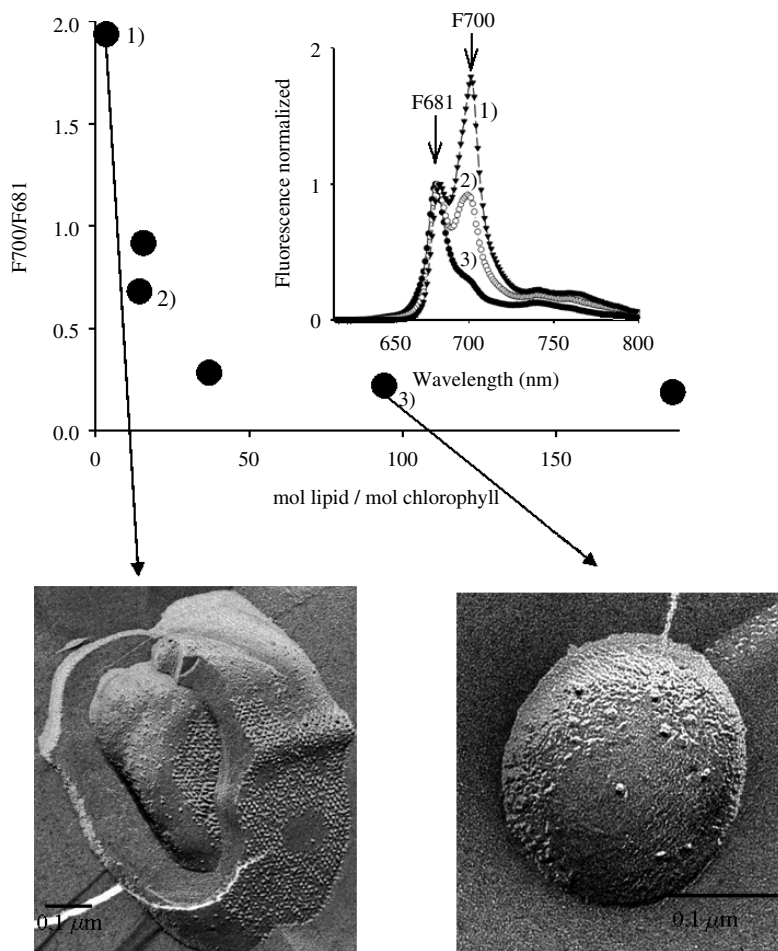 F700
2.0
1)
2
1.5
F681
1)
F700/F681
Fluorescence normalized
1.0
1
2)
2)
3)
0.5
0
650
700
750
800
3)
Wavelength (nm)
0.0
0
50
100
150
mol lipid / mol chlorophyll
0.1 μm
0.1 μm